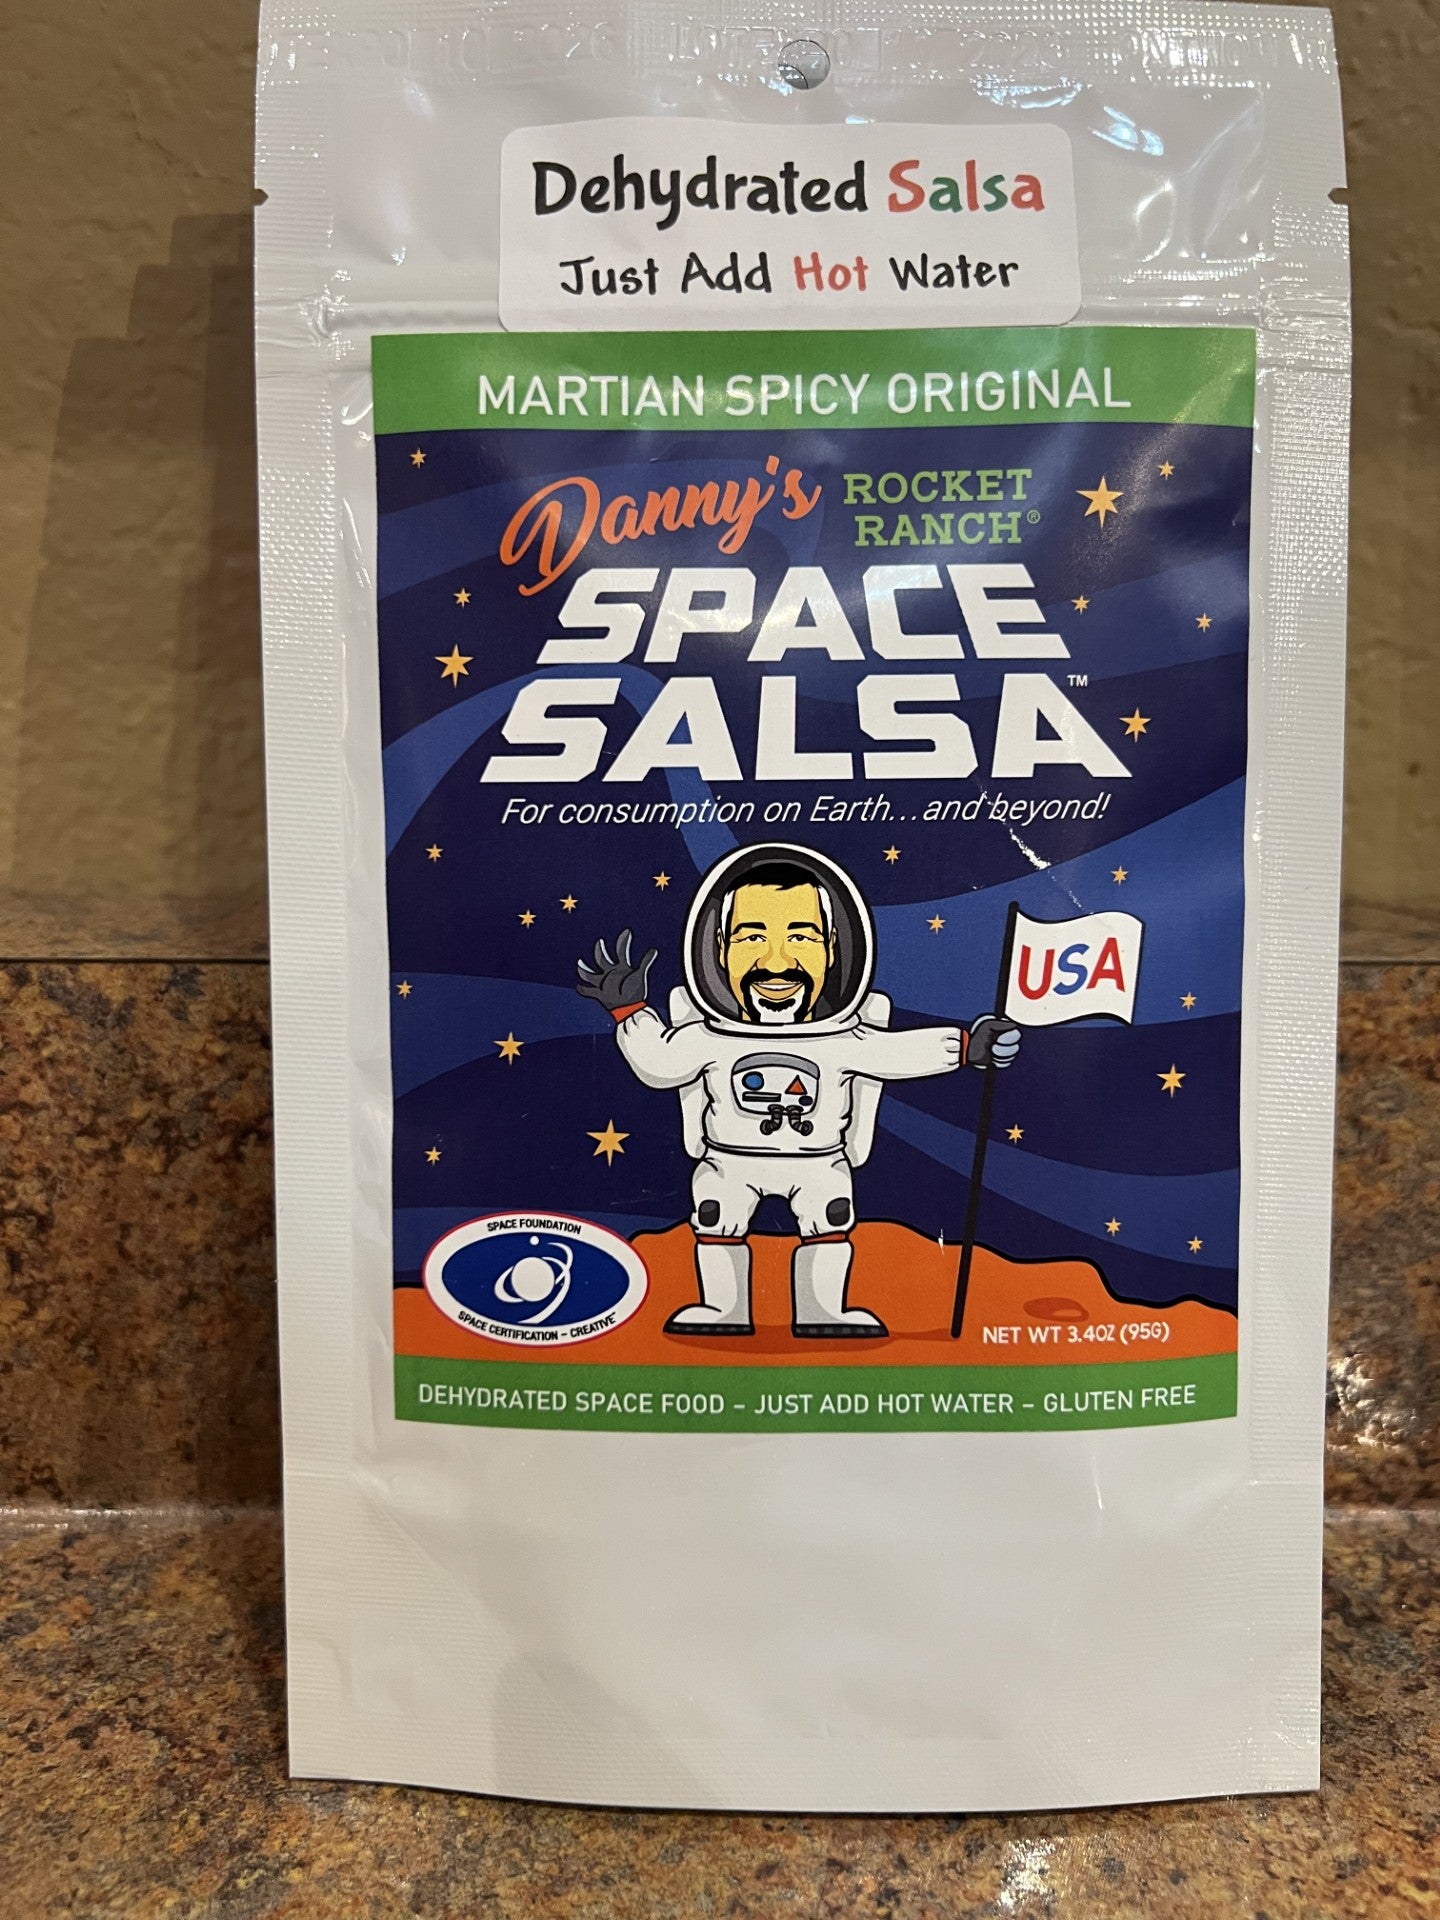 Dehydrated Salsa
Just Add Hot Water
MARTIAN SPICY ORIGINAL
Danny's ROCKET
RANCH®
SPACE
SALSA™
For consumption on Earth...and beyond!
USA
SPACE FOUNDATION
SPACE CERTIFICATION – CREATIVE™
NET WT 3.4OZ (95G)
DEHYDRATED SPACE FOOD – JUST ADD HOT WATER – GLUTEN FREE